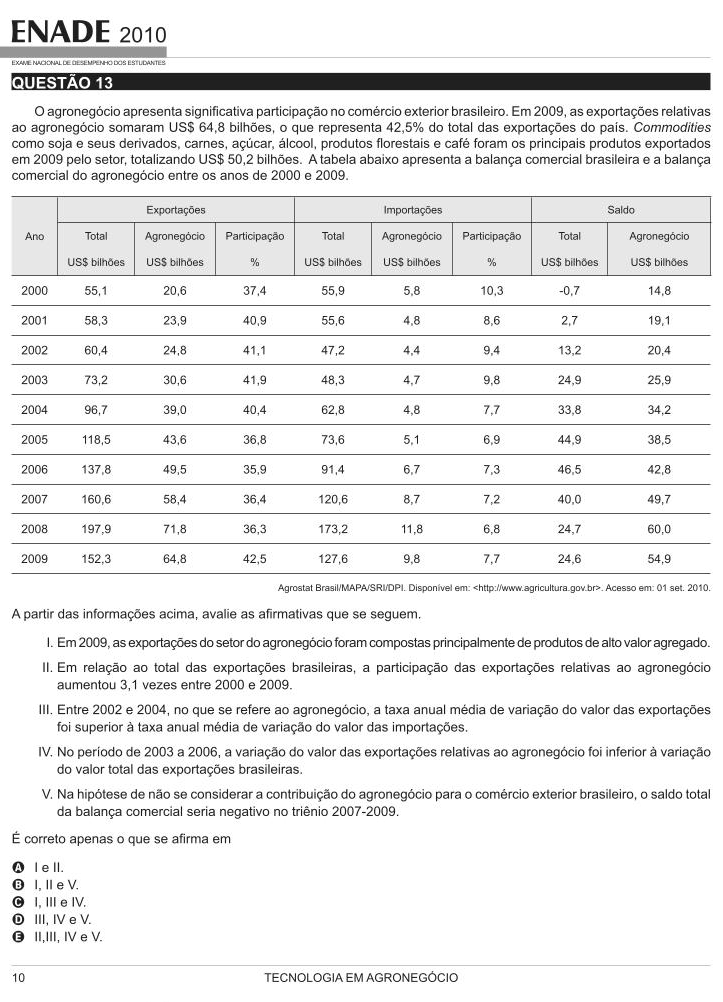 ENADE 2010
EXAME NACIONAL DE DESEMPENHO DOS ESTUDANTES
QUESTÃO 13
O agronegócio apresenta significativa participação no comércio exterior brasileiro. Em 2009, as exportações relativas
ao agronegócio somaram US$ 64,8 bilhões, o que representa 42,5% do total das exportações do país. Commodities
como soja e seus derivados, carnes, açúcar, álcool, produtos florestais e café foram os principais produtos exportados
em 2009 pelo setor, totalizando US$ 50,2 bilhões. A tabela abaixo apresenta a balança comercial brasileira e a balança
comercial do agronegócio entre os anos de 2000 e 2009.
Exportações Importações Saldo
Ano Total Agronegócio Participação Total Agronegócio Participação Total Agronegócio
US$ bilhões US$ bilhões % US$ bilhões US$ bilhões % US$ bilhões US$ bilhões
2000 55,1 20,6 37,4 55,9 5,8 10,3 -0,7 14,8
2001 58,3 23,9 40,9 55,6 4,8 8,6 2,7 19,1
2002 60,4 24,8 41,1 47,2 4,4 9,4 13,2 20,4
2003 73,2 30,6 41,9 48,3 4,7 9,8 24,9 25,9
2004 96,7 39,0 40,4 62,8 4,8 7,7 33,8 34,2
2005 118,5 43,6 36,8 73,6 5,1 6,9 44,9 38,5
2006 137,8 49,5 35,9 91,4 6,7 7,3 46,5 42,8
2007 160,6 58,4 36,4 120,6 8,7 7,2 40,0 49,7
2008 197,9 71,8 36,3 173,2 11,8 6,8 24,7 60,0
2009 152,3 64,8 42,5 127,6 9,8 7,7 24,6 54,9
Agrostat Brasil/MAPA/SRI/DPI. Disponível em: <http://www.agricultura.gov.br>. Acesso em: 01 set. 2010.
A partir das informações acima, avalie as afirmativas que se seguem.
I. Em 2009, as exportações do setor do agronegócio foram compostas principalmente de produtos de alto valor agregado.
II. Em relação ao total das exportações brasileiras, a participação das exportações relativas ao agronegócio
aumentou 3,1 vezes entre 2000 e 2009.
III. Entre 2002 e 2004, no que se refere ao agronegócio, a taxa anual média de variação do valor das exportações
foi superior à taxa anual média de variação do valor das importações.
IV. No período de 2003 a 2006, a variação do valor das exportações relativas ao agronegócio foi inferior à variação
do valor total das exportações brasileiras.
V. Na hipótese de não se considerar a contribuição do agronegócio para o comércio exterior brasileiro, o saldo total
da balança comercial seria negativo no triênio 2007-2009.
É correto apenas o que se afirma em
A I e II.
B I, II e V.
C I, III e IV.
D III, IV e V.
E II,III, IV e V.
10 TECNOLOGIA EM AGRONEGÓCIO